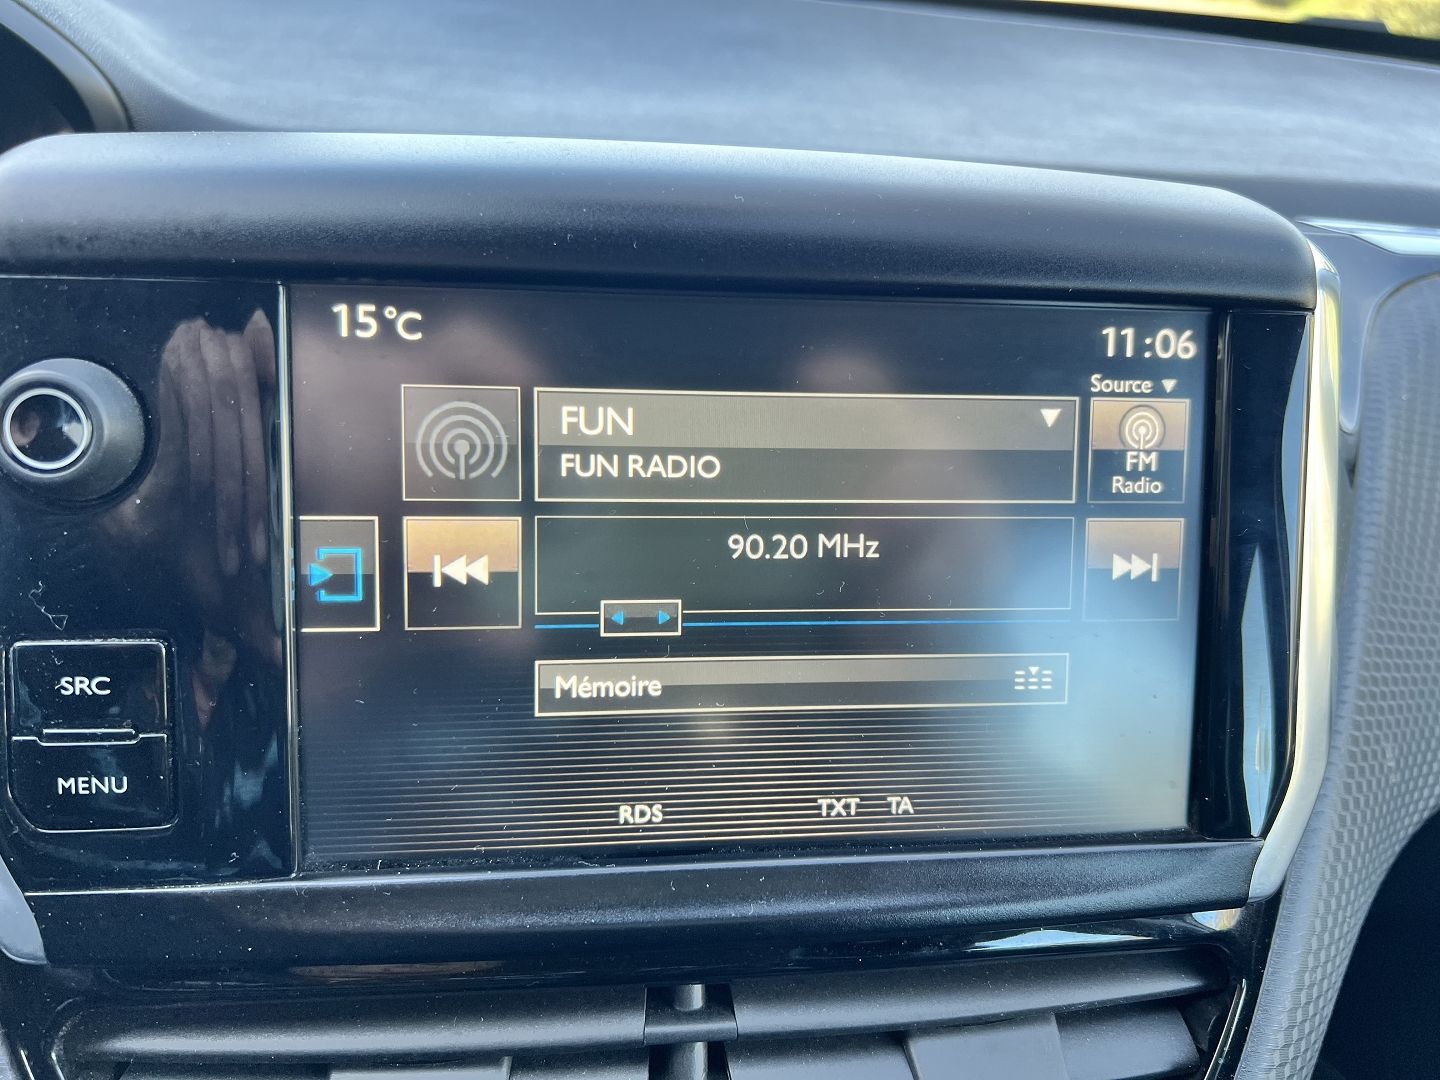 15°C
11:06
Source
FUN
FUN RADIO
FM
Radio
90.20 MHz
SRC
Mémoire
MENU
RDS TXT TA